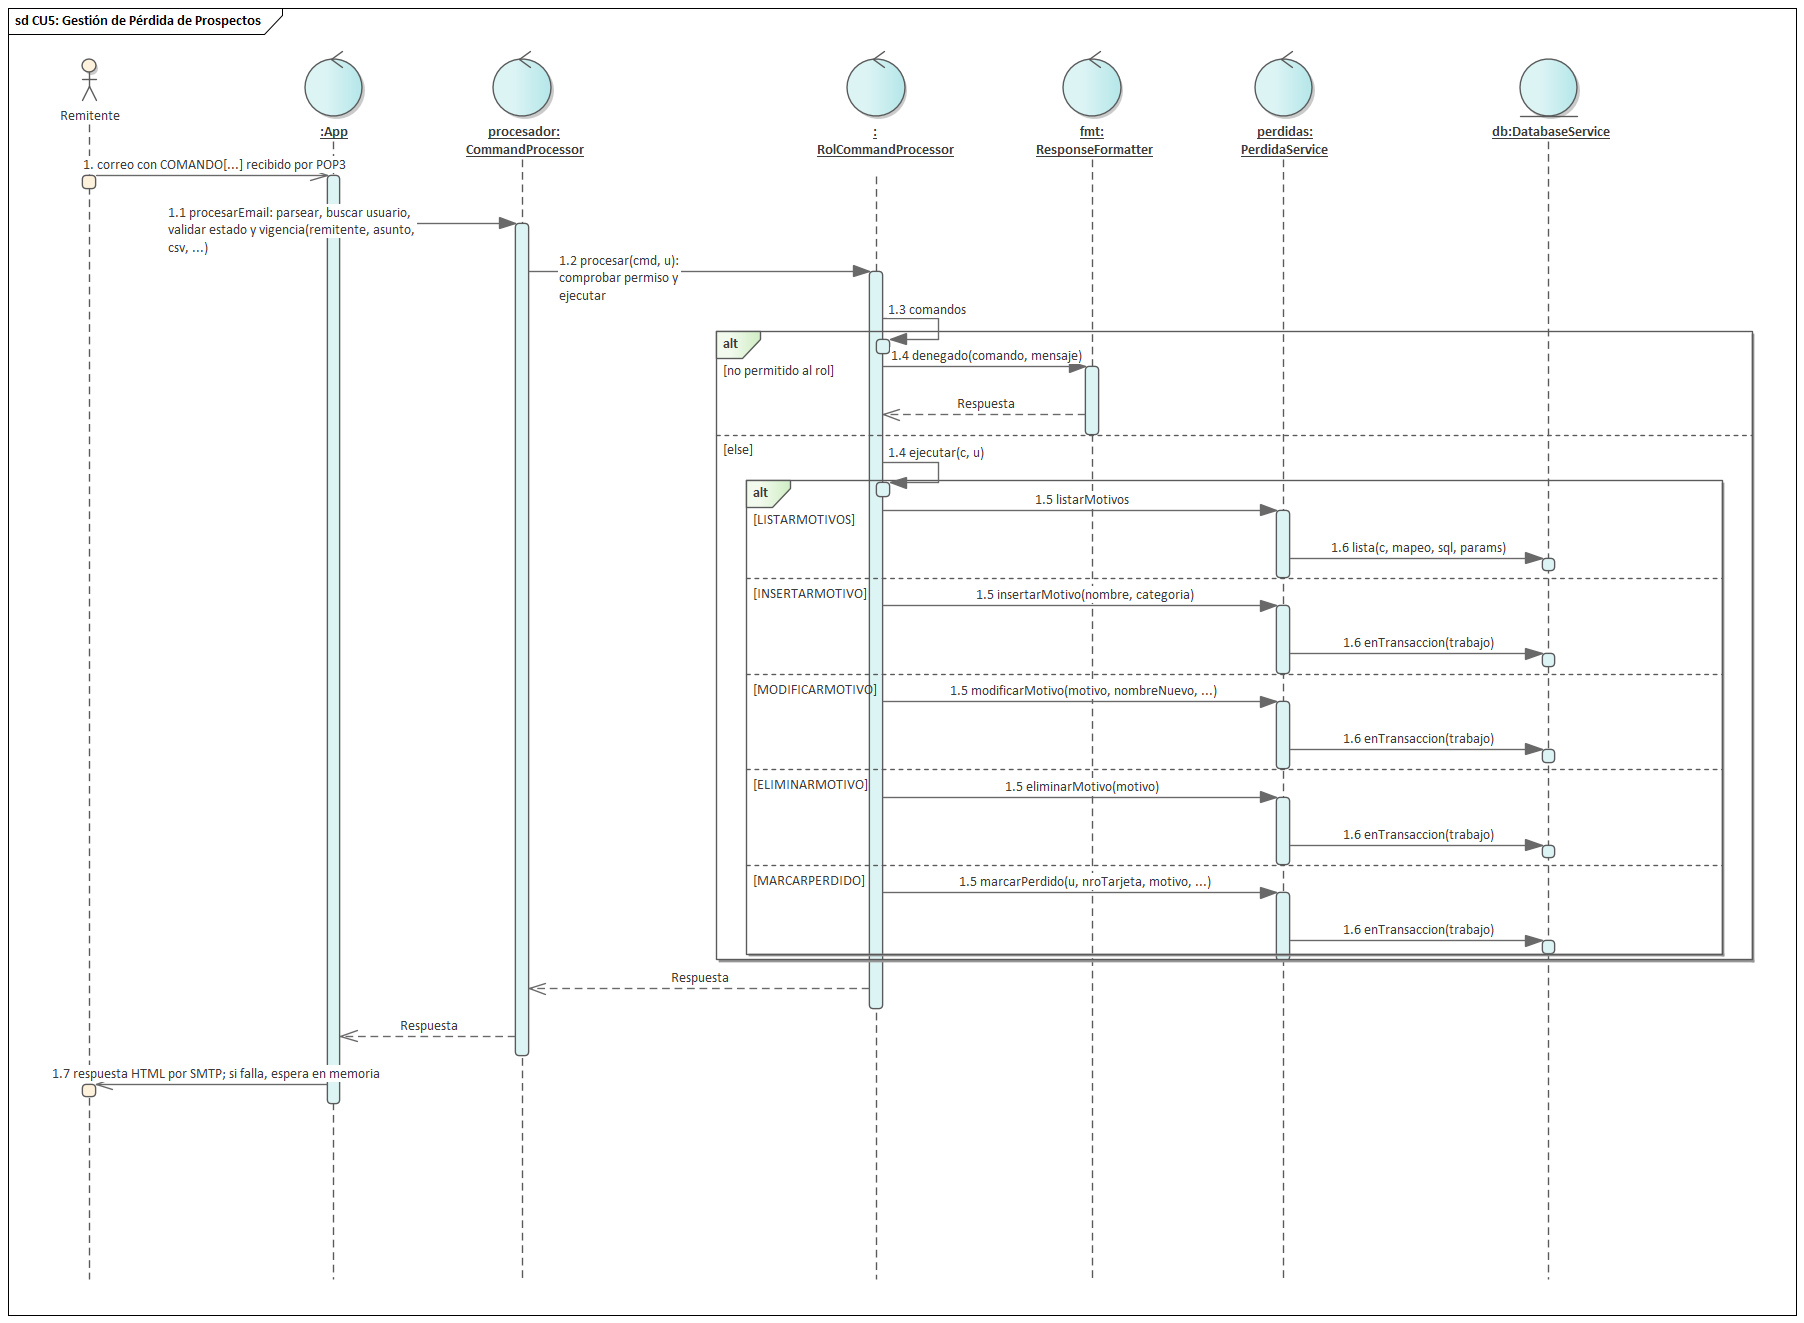 sd CU5: Gestión de Pérdida de Prospectos
Remitente
:App
procesador:
CommandProcessor
:
RolCommandProcessor
fmt:
ResponseFormatter
perdidas:
PerdidaService
db:DatabaseService
1. correo con COMANDO[...] recibido por POP3
1.1 procesarEmail: parsear, buscar usuario,
validar estado y vigencia(remitente, asunto,
csv, ...)
1.2 procesar(cmd, u):
comprobar permiso y
ejecutar
1.3 comandos
alt
1.4 denegado(comando, mensaje)
[no permitido al rol]
Respuesta
[else]
1.4 ejecutar(c, u)
alt
1.5 listarMotivos
[LISTARMOTIVOS]
1.6 lista(c, mapeo, sql, params)
[INSERTARMOTIVO]
1.5 insertarMotivo(nombre, categoria)
1.6 enTransaccion(trabajo)
[MODIFICARMOTIVO]
1.5 modificarMotivo(motivo, nombreNuevo, ...)
1.6 enTransaccion(trabajo)
[ELIMINARMOTIVO]
1.5 eliminarMotivo(motivo)
1.6 enTransaccion(trabajo)
[MARCARPERDIDO]
1.5 marcarPerdido(u, nroTarjeta, motivo, ...)
1.6 enTransaccion(trabajo)
Respuesta
Respuesta
1.7 respuesta HTML por SMTP; si falla, espera en memoria